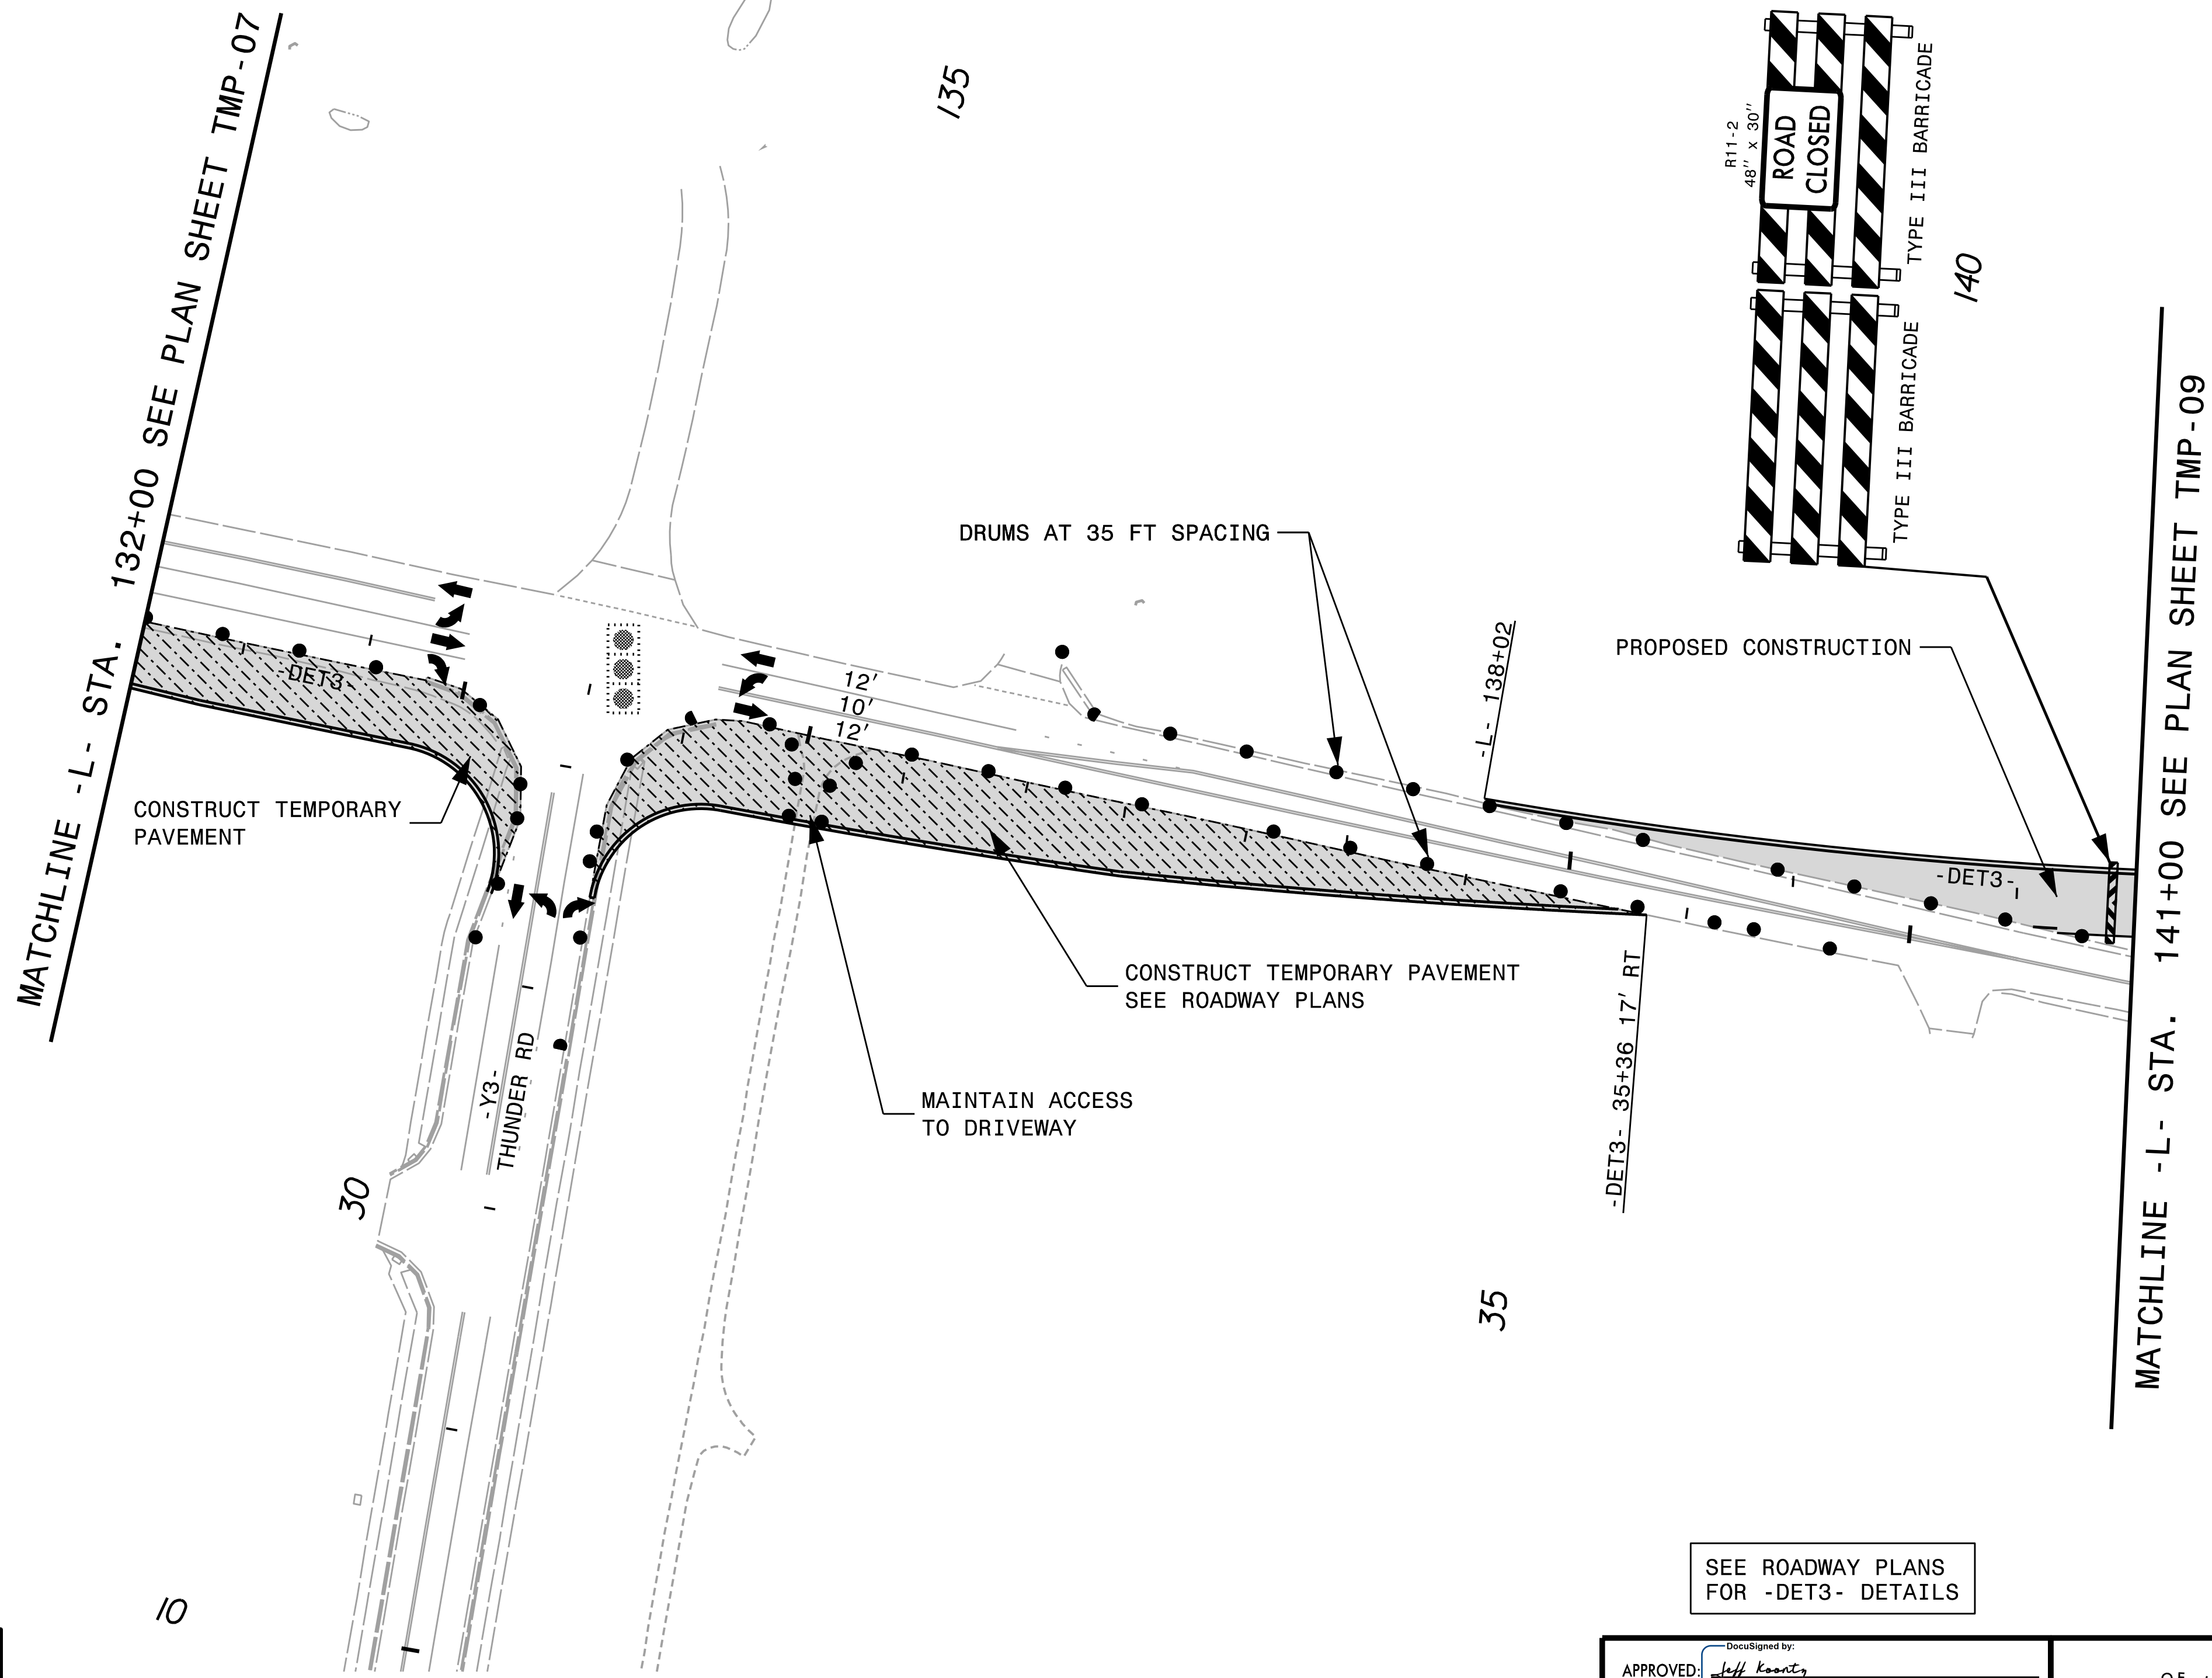 MATCHLINE -L- STA. 132+00 SEE PLAN SHEET TMP-07
135
R11-2
48" x 30"
ROAD
CLOSED
TYPE III BARRICADE
TYPE III BARRICADE
140
MATCHLINE -L- STA. 141+00 SEE PLAN SHEET TMP-09
DRUMS AT 35 FT SPACING
-L- 138+02
PROPOSED CONSTRUCTION
-DET3-
12'
10'
12'
CONSTRUCT TEMPORARY
PAVEMENT
-DET3-
CONSTRUCT TEMPORARY PAVEMENT
SEE ROADWAY PLANS
-DET3- 35+36 17' RT
MAINTAIN ACCESS
TO DRIVEWAY
-Y3-
THUNDER RD
30
35
10
SEE ROADWAY PLANS
FOR -DET3- DETAILS
DocuSigned by:
APPROVED: Jeff Koontz